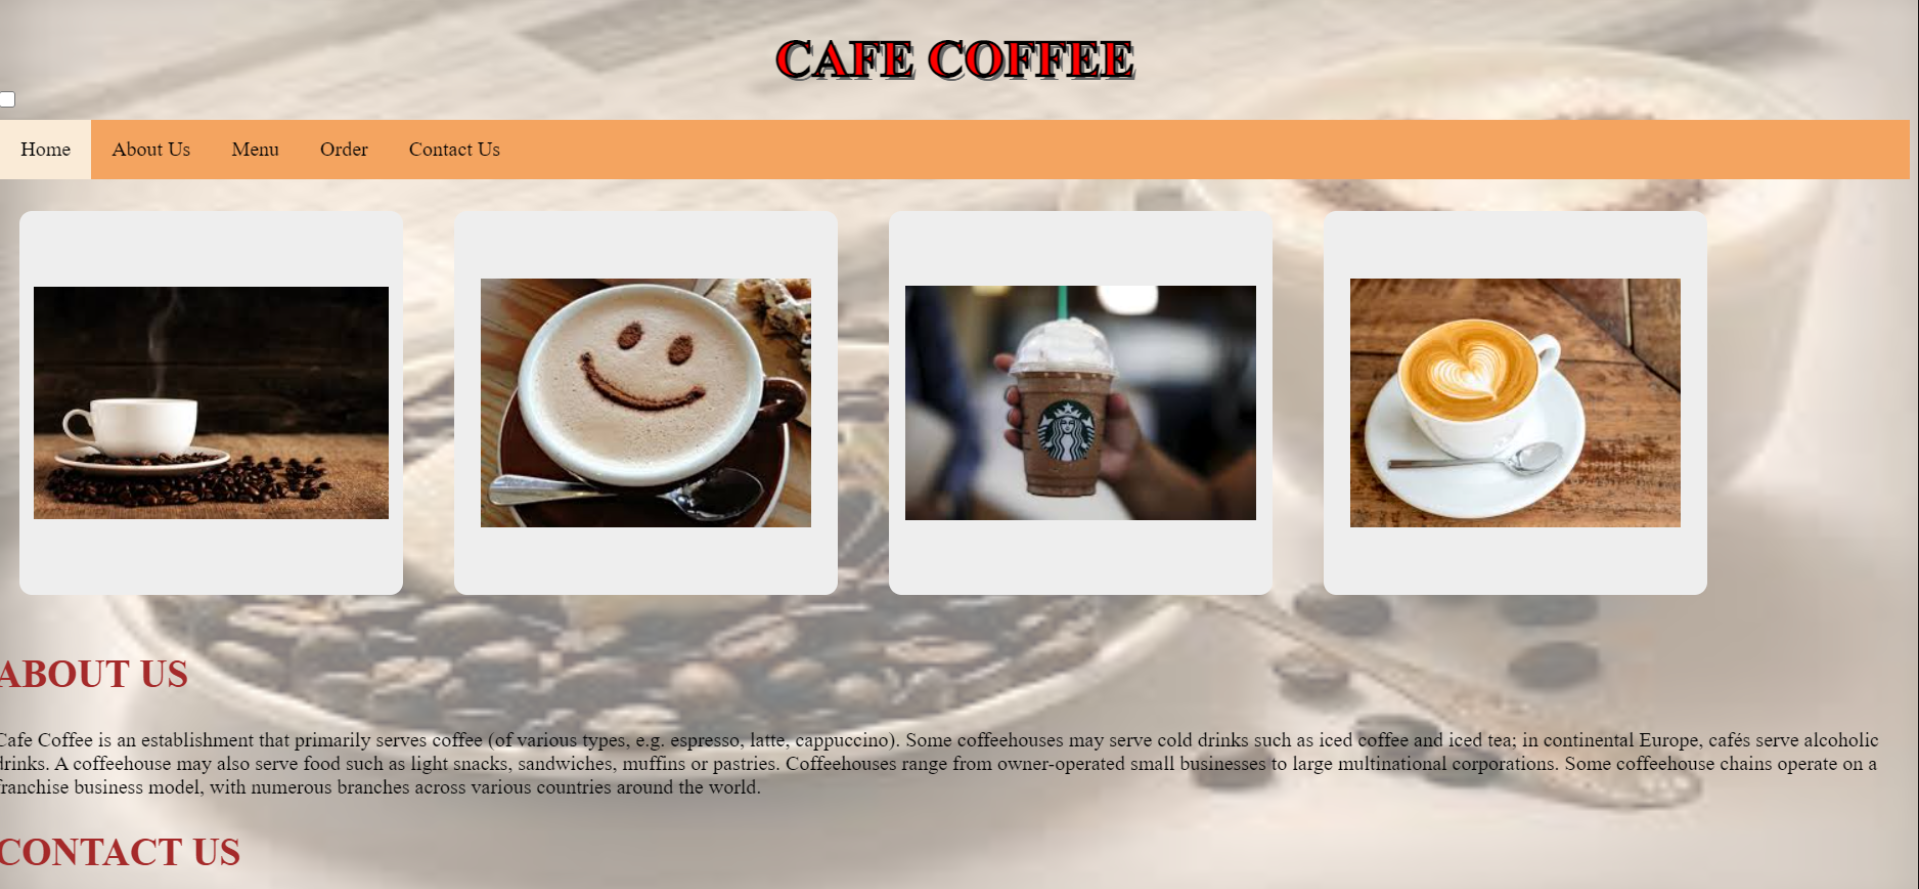 CAFE COFFEE
Home About Us Menu Order Contact Us
ABOUT US
Cafe Coffee is an establishment that primarily serves coffee (of various types, e.g. espresso, latte, cappuccino). Some coffeehouses may serve cold drinks such as iced coffee and iced tea; in continental Europe, cafés serve alcoholic
drinks. A coffeehouse may also serve food such as light snacks, sandwiches, muffins or pastries. Coffeehouses range from owner-operated small businesses to large multinational corporations. Some coffeehouse chains operate on a
franchise business model, with numerous branches across various countries around the world.
CONTACT US